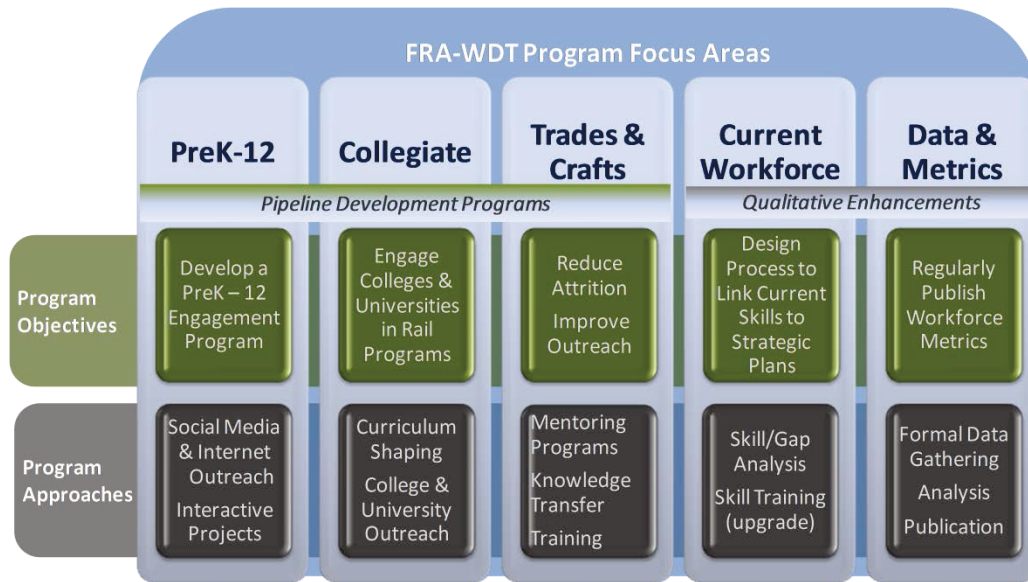 FRA-WDT Program Focus Areas
PreK-12
Collegiate
Trades &
Crafts
Current
Workforce
Data &
Metrics
Pipeline Development Programs
Qualitative Enhancements
Program
Objectives
Develop a
PreK – 12
Engagement
Program
Engage
Colleges &
Universities
in Rail
Programs
Reduce
Attrition
Improve
Outreach
Design
Process to
Link Current
Skills to
Strategic
Plans
Regularly
Publish
Workforce
Metrics
Program
Approaches
Social Media
& Internet
Outreach
Interactive
Projects
Curriculum
Shaping
College &
University
Outreach
Mentoring
Programs
Knowledge
Transfer
Training
Skill/Gap
Analysis
Skill Training
(upgrade)
Formal Data
Gathering
Analysis
Publication